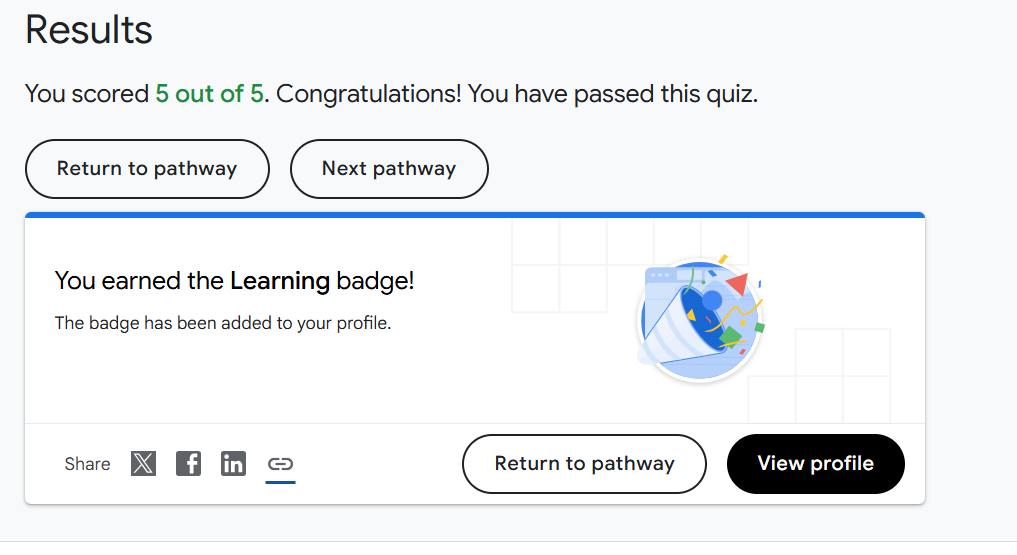 Results
You scored 5 out of 5. Congratulations! You have passed this quiz.
Return to pathway
Next pathway
You earned the Learning badge!
The badge has been added to your profile.
Share
Return to pathway
View profile